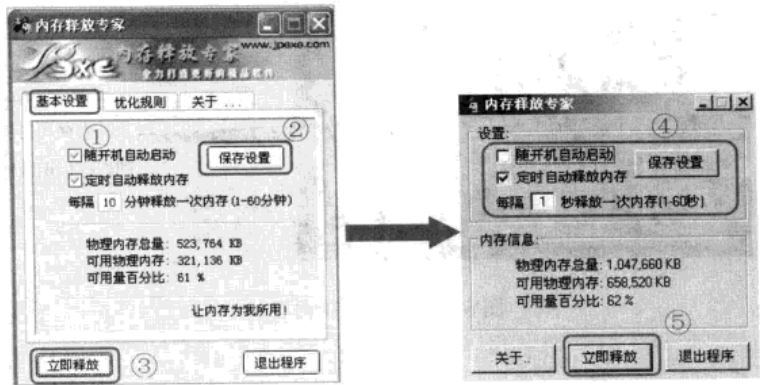 内存释放专家
Jpexe
内存释放专家
www.jpexe.com
全力打造更新的极品软件
基本设置 优化规则 关于 ...
① ②
随开机自动启动 保存设置
定时自动释放内存
每隔 10 分钟释放一次内存(1-60分钟)
物理内存总量: 523,764 KB
可用物理内存: 321,136 KB
可用量百分比: 61 %
让内存为我所用!
立即释放 ③ 退出程序
内存释放专家
设置: ④
随开机自动启动 保存设置
定时自动释放内存
每隔 1 秒释放一次内存(1-60秒)
内存信息:
物理内存总量: 1,047,660 KB
可用物理内存: 658,520 KB
可用量百分比: 62 %
⑤
关于.. 立即释放 退出程序